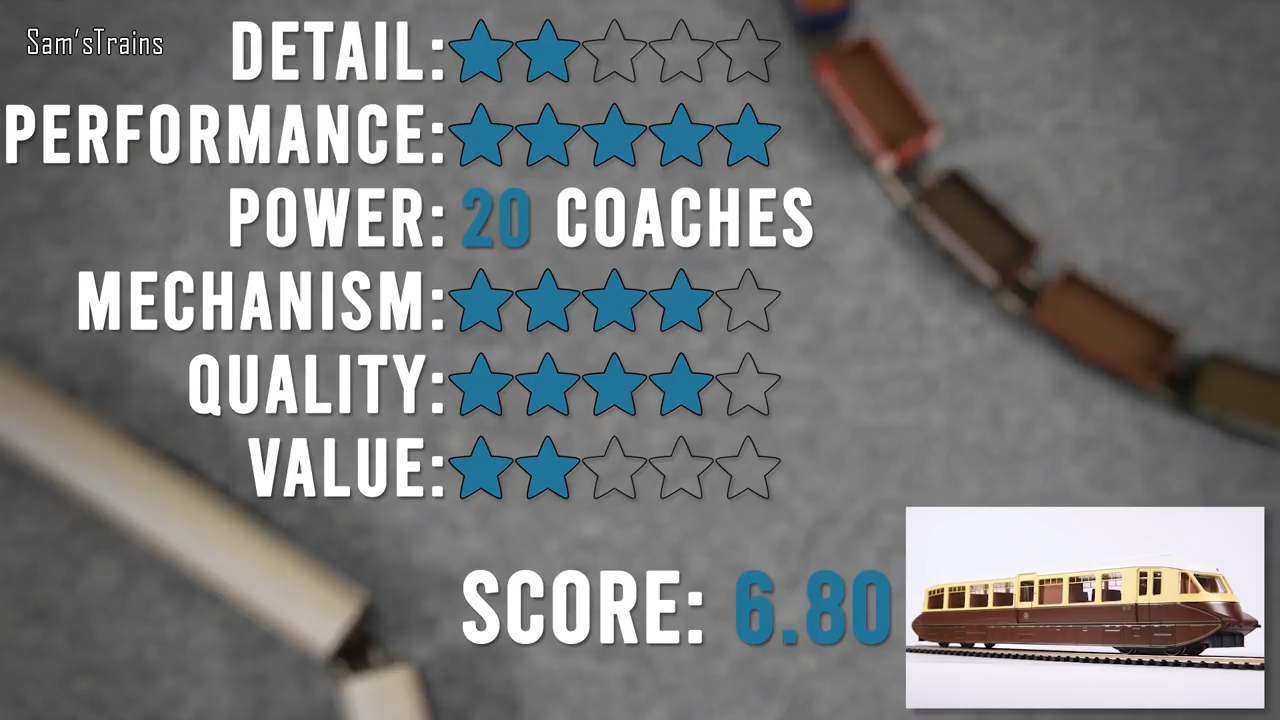 Sam'sTrains
DETAIL:
PERFORMANCE:
POWER: 20 COACHES
MECHANISM:
QUALITY:
VALUE:
SCORE: 6.80